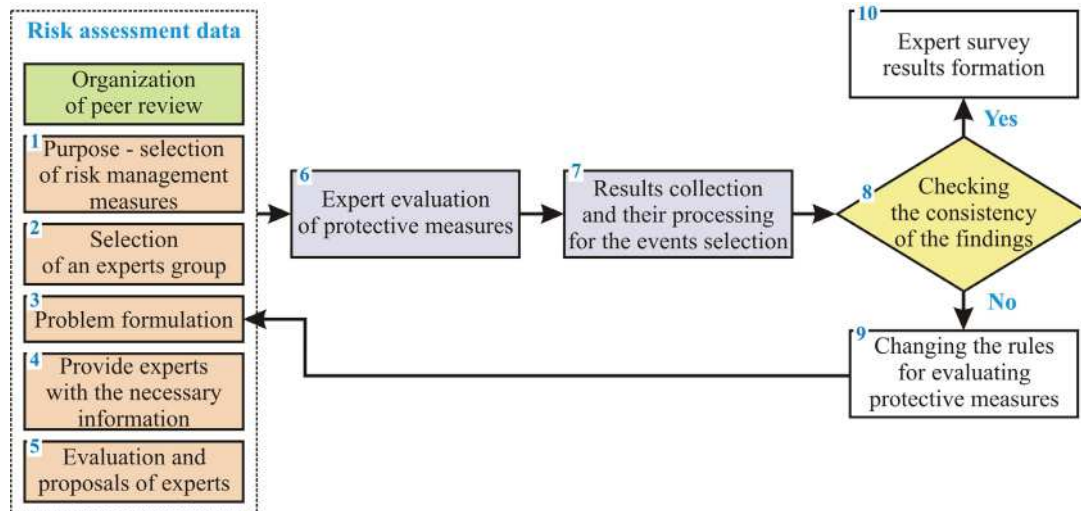 Risk assessment data
Organization
of peer review
1
Purpose - selection
of risk management
measures
2
Selection
of an experts group
3
Problem formulation
4
Provide experts
with the necessary
information
5
Evaluation and
proposals of experts
6
Expert evaluation
of protective measures
7
Results collection
and their processing
for the events selection
8
Checking
the consistency
of the findings
Yes
10
Expert survey
results formation
No
9
Changing the rules
for evaluating
protective measures